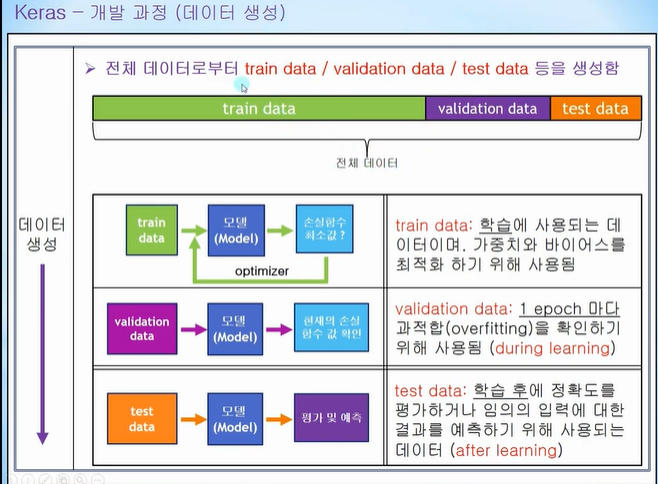 Keras – 개발 과정 (데이터 생성)
➢ 전체 데이터로부터 train data / validation data / test data 등을 생성함
train data
validation data
test data
전체 데이터
데이터
생성
train
data
모델
(Model)
손실함수
최소값 ?
optimizer
train data: 학습에 사용되는 데
이터이며, 가중치와 바이어스를
최적화 하기 위해 사용됨
validation
data
모델
(Model)
현재의 손실
함수 값 확인
validation data: 1 epoch 마다
과적합(overfitting)을 확인하기
위해 사용됨 (during learning)
test
data
모델
(Model)
평가 및 예측
test data: 학습 후에 정확도를
평가하거나 임의의 입력에 대한
결과를 예측하기 위해 사용되는
데이터 (after learning)